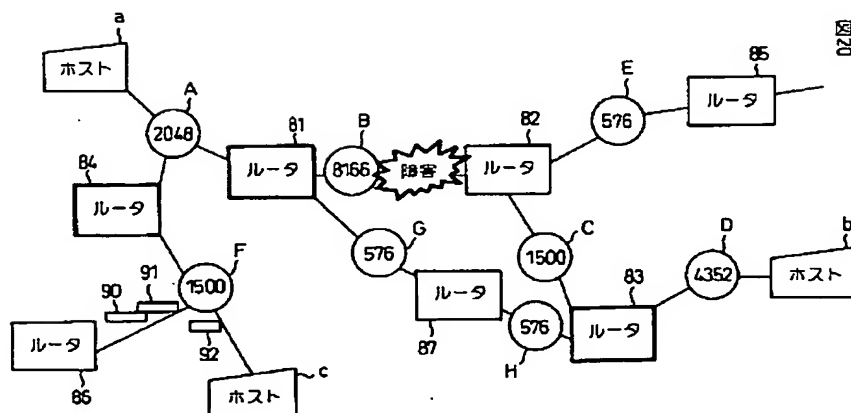 図20
a
ホスト
A
2048
81
ルータ
B
8166
障害
82
ルータ
E
576
85
ルータ
84
ルータ
G
576
C
1500
D
4352
b
ホスト
F
1500
91
90
92
ルータ
86
c
ホスト
ルータ
87
576
H
83
ルータ